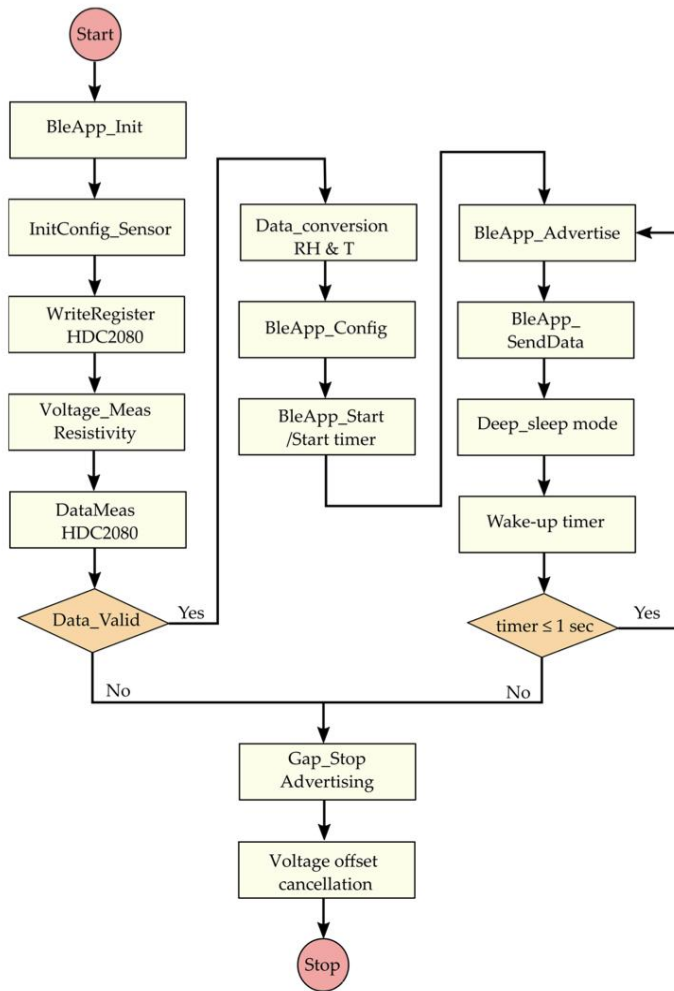 Start
BleApp_Init
InitConfig_Sensor
WriteRegister
HDC2080
Voltage_Meas
Resistivity
DataMeas
HDC2080
Data_Valid
Yes
No
Data_conversion
RH & T
BleApp_Config
BleApp_Start
/Start timer
BleApp_Advertise
BleApp_
SendData
Deep_sleep mode
Wake-up timer
timer ≤ 1 sec
Yes
No
Gap_Stop
Advertising
Voltage offset
cancellation
Stop